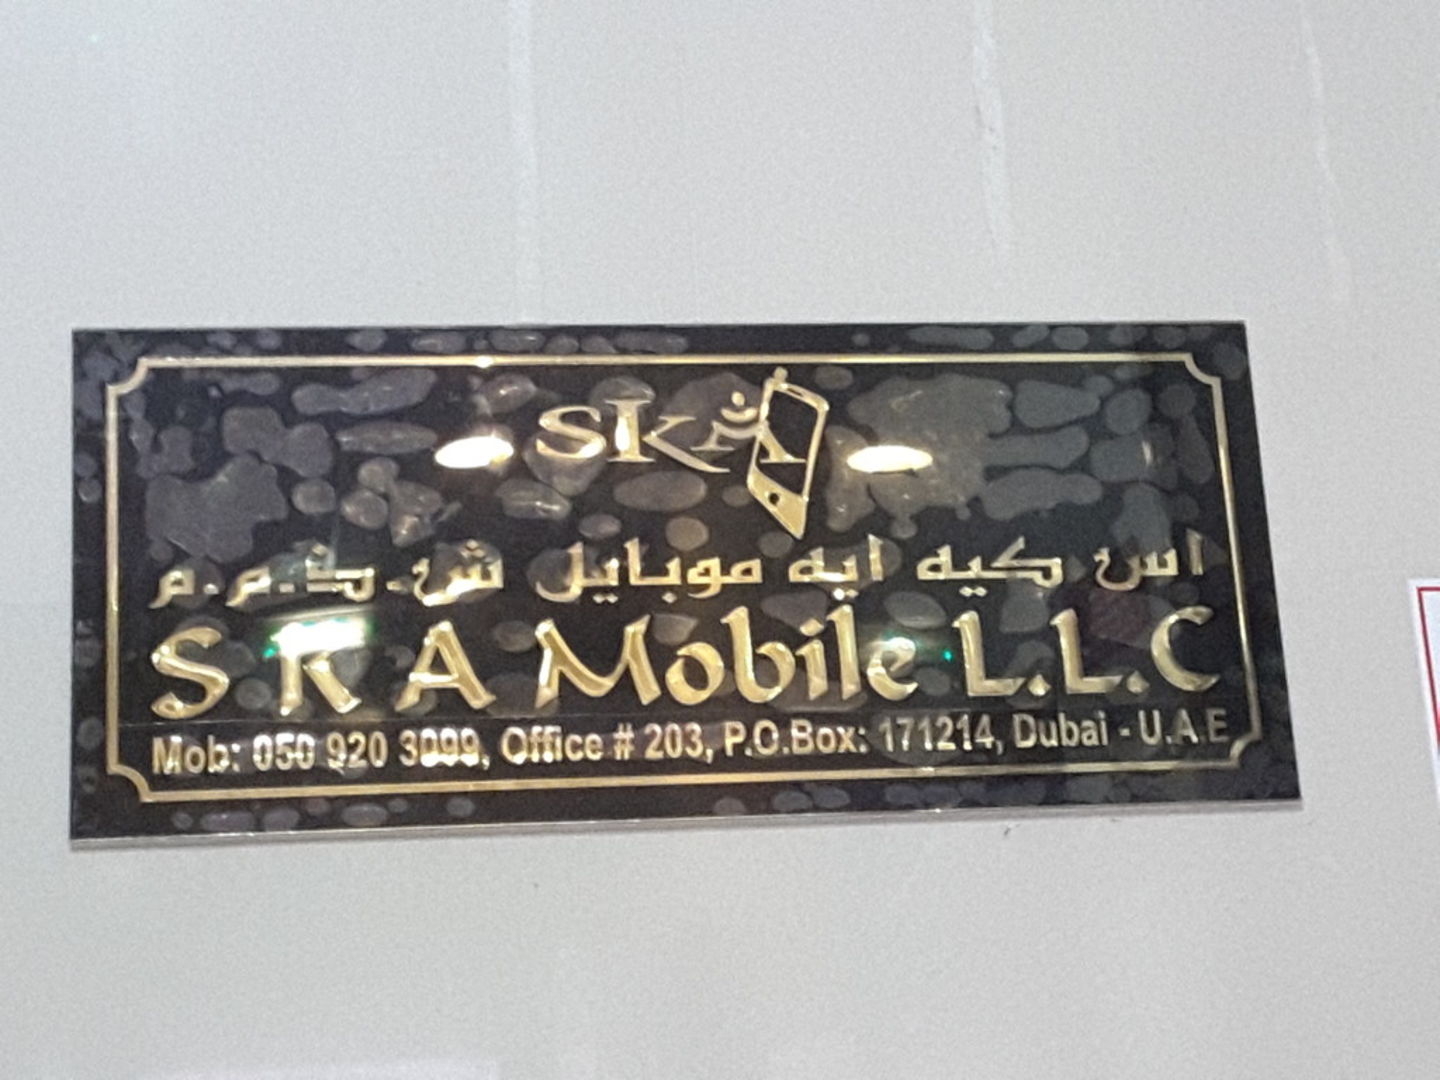 SKA
اس كيه ايه موبايل ش.ذ.م.م
S K A Mobile L.L.C
Mob: 050 920 3099, Office # 203, P.O.Box: 171214, Dubai - U.A.E